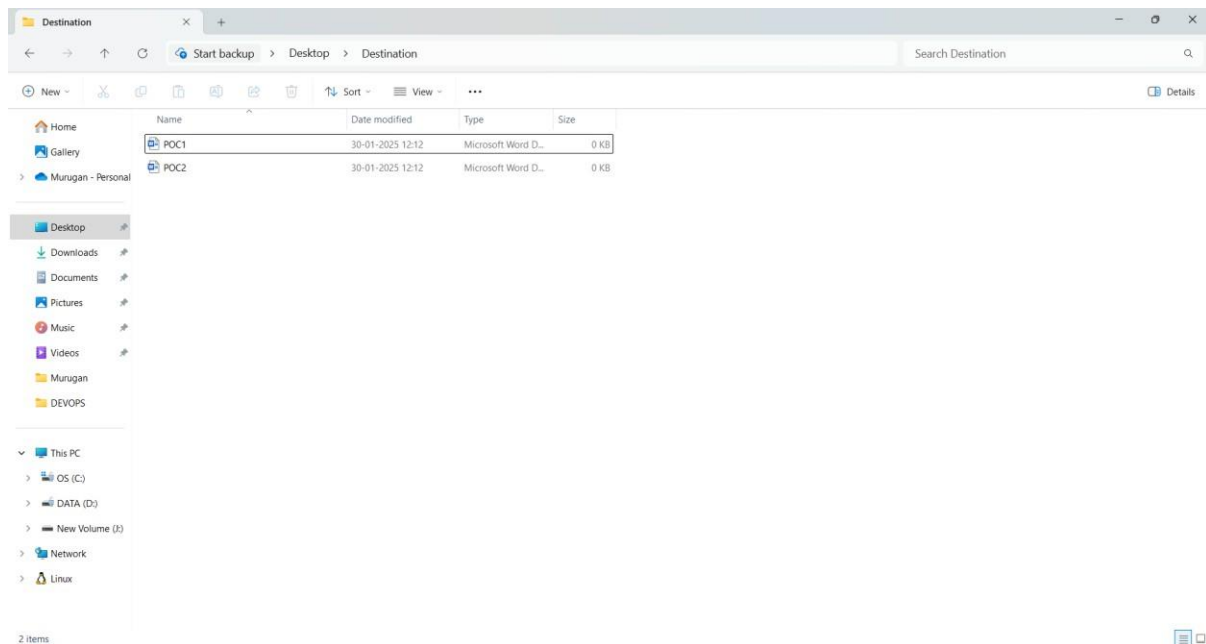 Destination
Start backup > Desktop > Destination
Search Destination
New
Sort
View
Details
Name Date modified Type Size
POC1 30-01-2025 12:12 Microsoft Word D... 0 KB
POC2 30-01-2025 12:12 Microsoft Word D... 0 KB
Home
Gallery
Murugan - Personal
Desktop
Downloads
Documents
Pictures
Music
Videos
Murugan
DEVOPS
This PC
OS (C:)
DATA (D:)
New Volume (J:)
Network
Linux
2 items